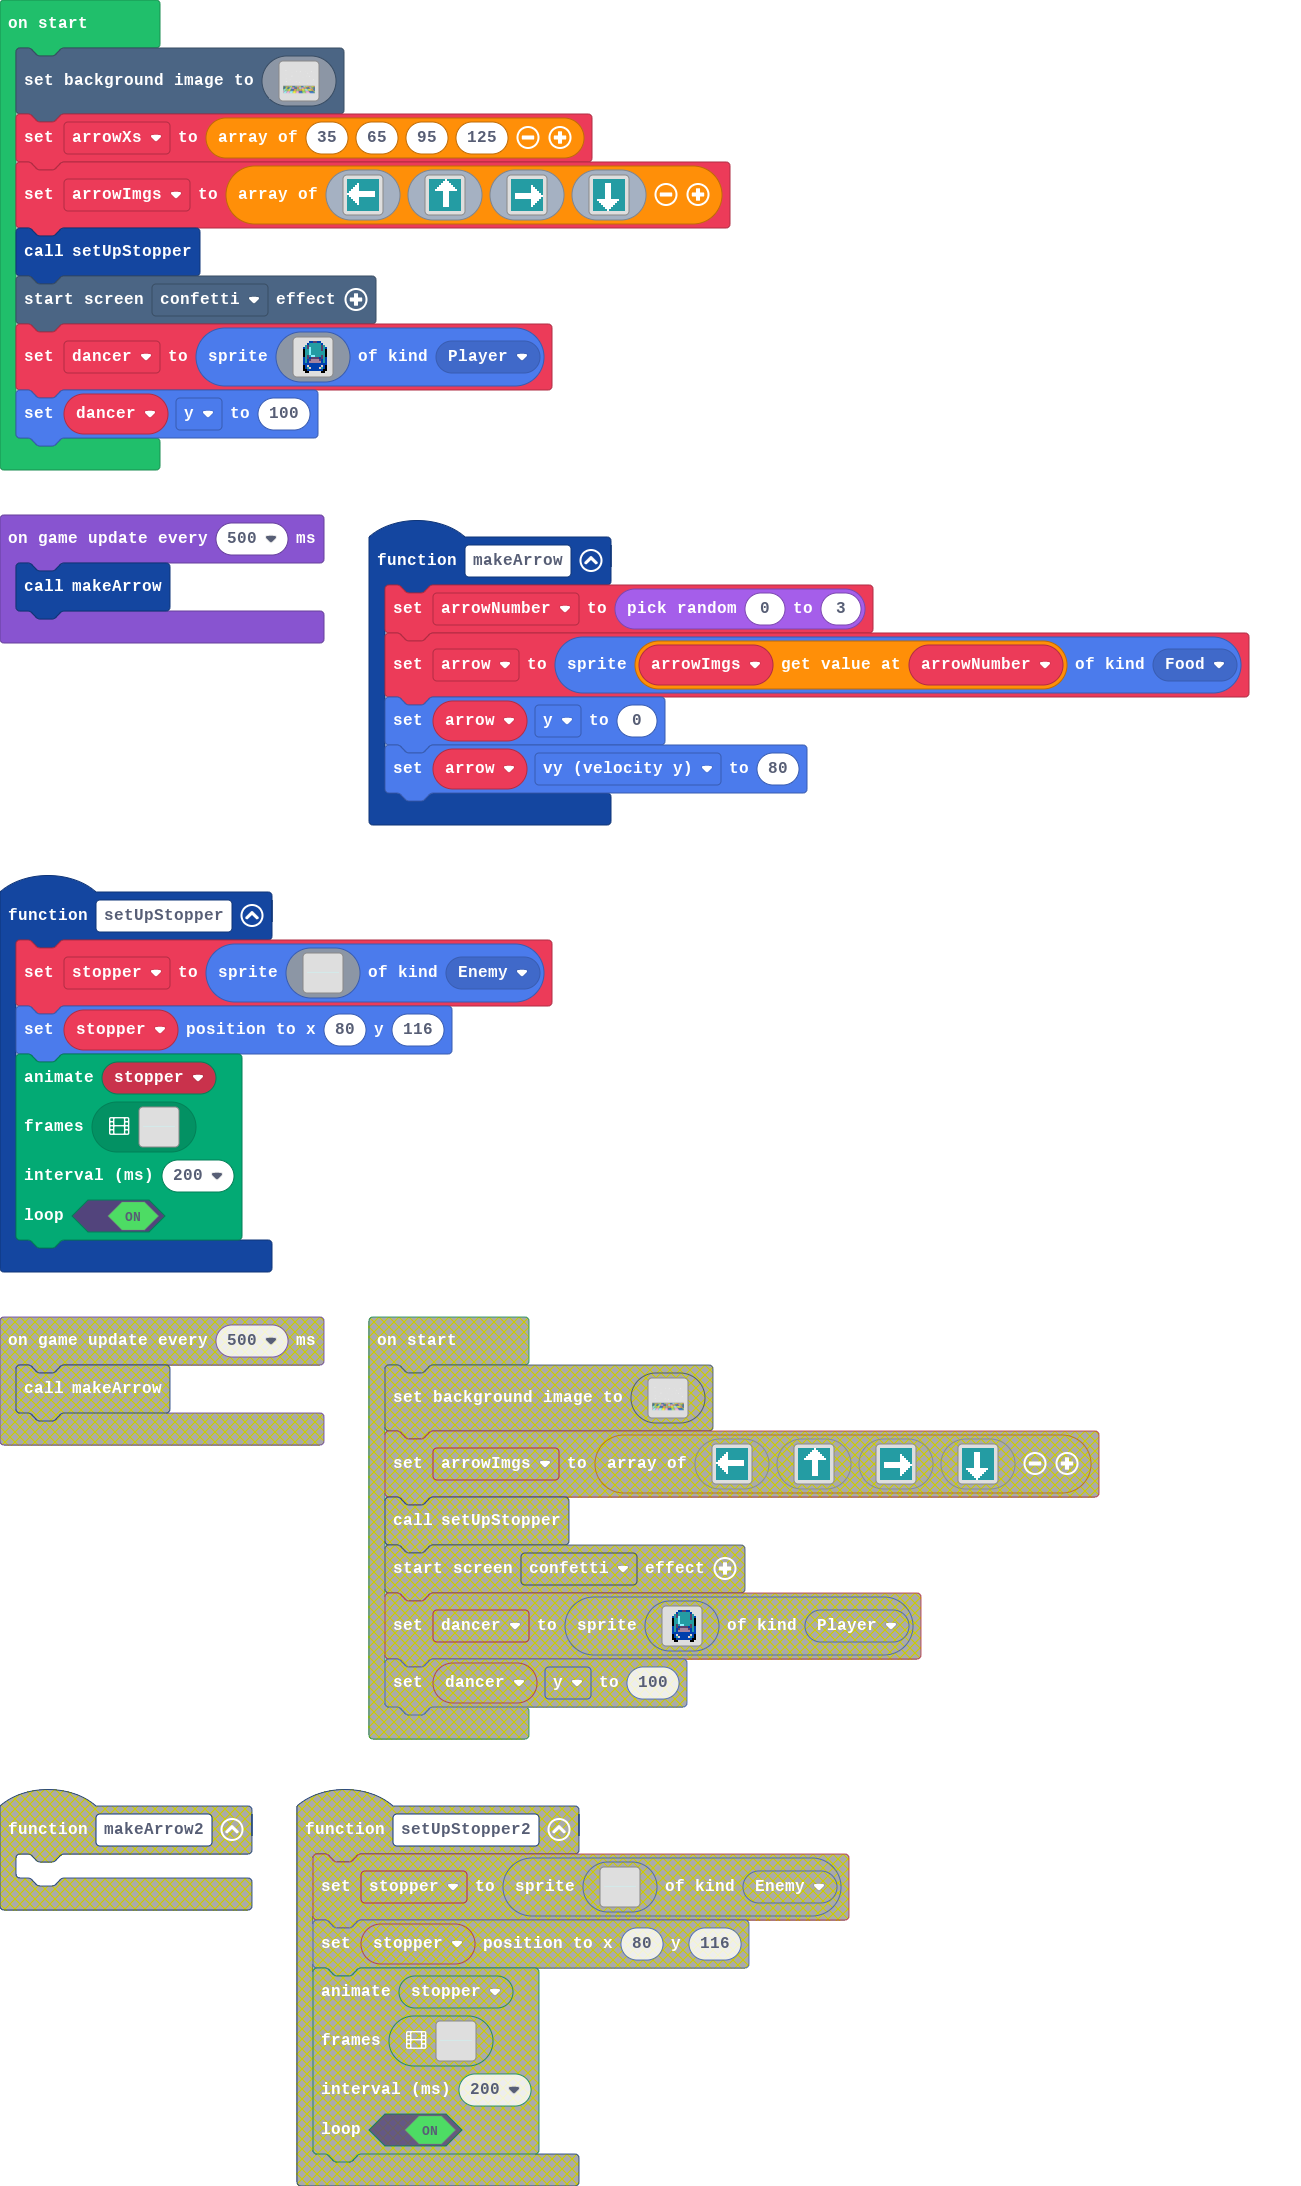 on start
set background image to
set arrowXs to array of 35 65 95 125
set arrowImgs to array of
call setUpStopper
start screen confetti effect
set dancer to sprite of kind Player
set dancer y to 100
on game update every 500 ms
call makeArrow
function makeArrow
set arrowNumber to pick random 0 to 3
set arrow to sprite arrowImgs get value at arrowNumber of kind Food
set arrow y to 0
set arrow vy (velocity y) to 80
function setUpStopper
set stopper to sprite of kind Enemy
set stopper position to x 80 y 116
animate stopper
frames
interval (ms) 200
loop ON
on game update every 500 ms
call makeArrow
on start
set background image to
set arrowImgs to array of
call setUpStopper
start screen confetti effect
set dancer to sprite of kind Player
set dancer y to 100
function makeArrow2
function setUpStopper2
set stopper to sprite of kind Enemy
set stopper position to x 80 y 116
animate stopper
frames
interval (ms) 200
loop ON